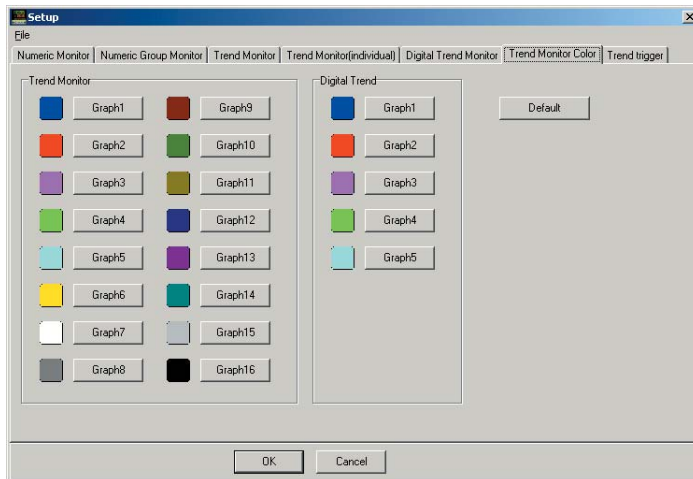 Setup
File
Numeric Monitor Numeric Group Monitor Trend Monitor Trend Monitor(individual) Digital Trend Monitor Trend Monitor Color Trend trigger
Trend Monitor
Graph1 Graph9
Graph2 Graph10
Graph3 Graph11
Graph4 Graph12
Graph5 Graph13
Graph6 Graph14
Graph7 Graph15
Graph8 Graph16
Digital Trend
Graph1
Graph2
Graph3
Graph4
Graph5
Default
OK Cancel